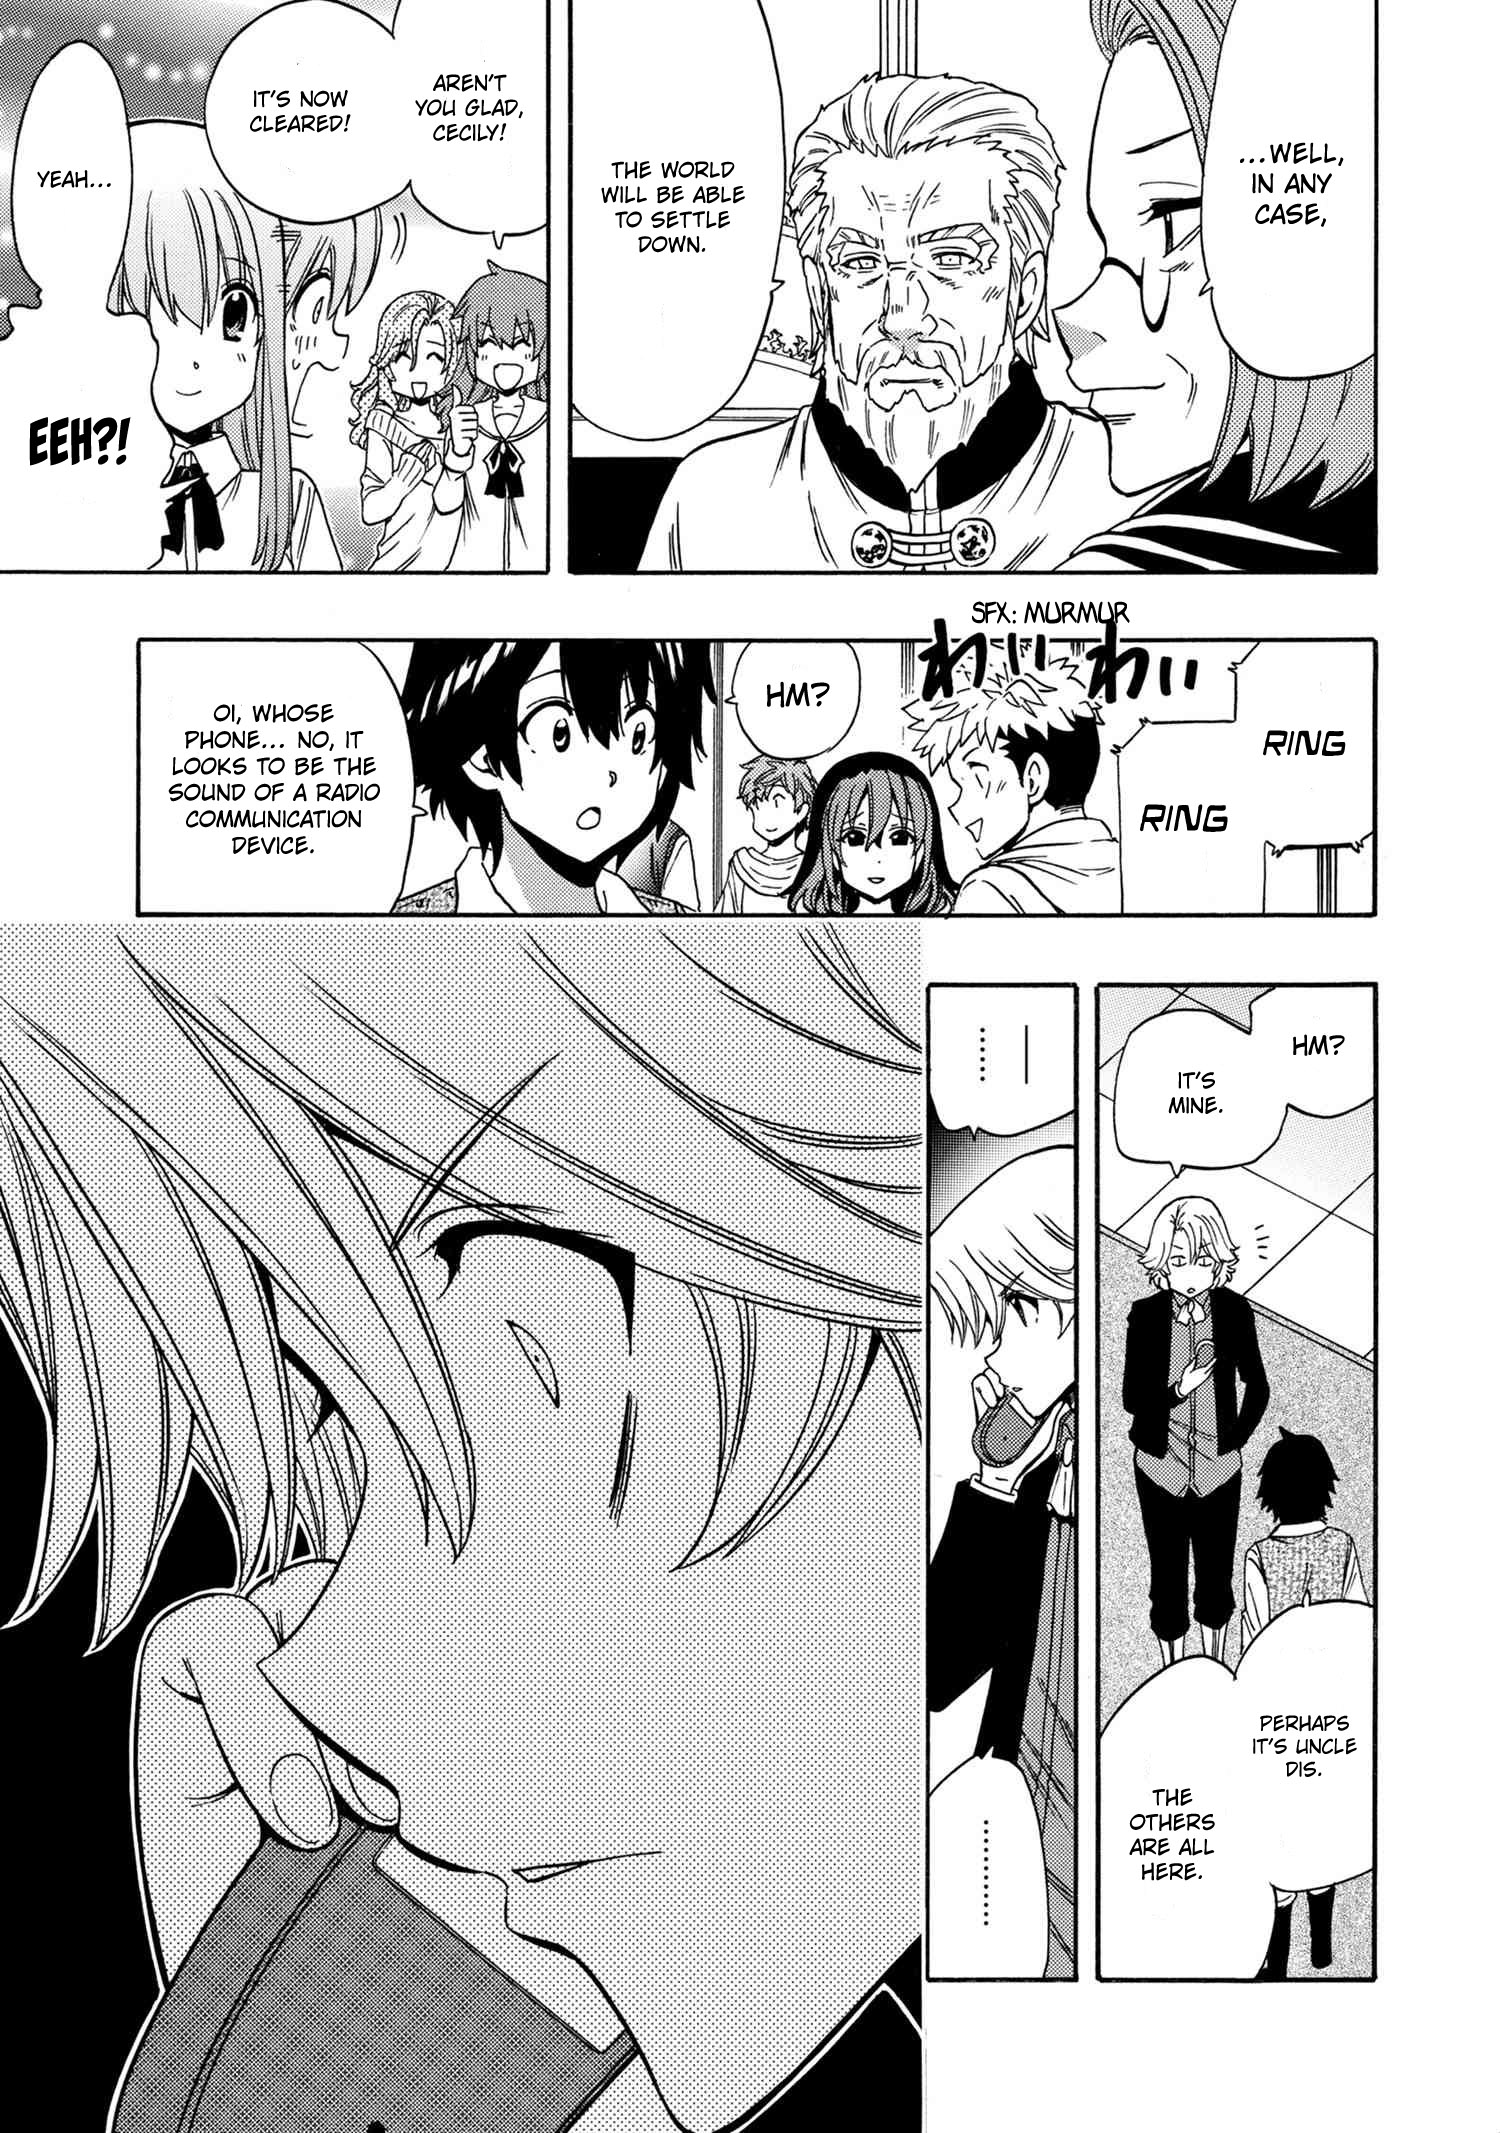 ...WELL,
IN ANY
CASE,
THE WORLD
WILL BE ABLE
TO SETTLE
DOWN.
AREN'T
YOU GLAD,
CECILY!
IT'S NOW
CLEARED!
YEAH...
EEH?!
SFX: MURMUR
わいわい
RING
RING
HM?
OI, WHOSE
PHONE... NO, IT
LOOKS TO BE THE
SOUND OF A RADIO
COMMUNICATION
DEVICE.
HM?
IT'S
MINE.
PERHAPS
IT'S UNCLE
DIS.
THE
OTHERS
ARE ALL
HERE.
—
......
.........